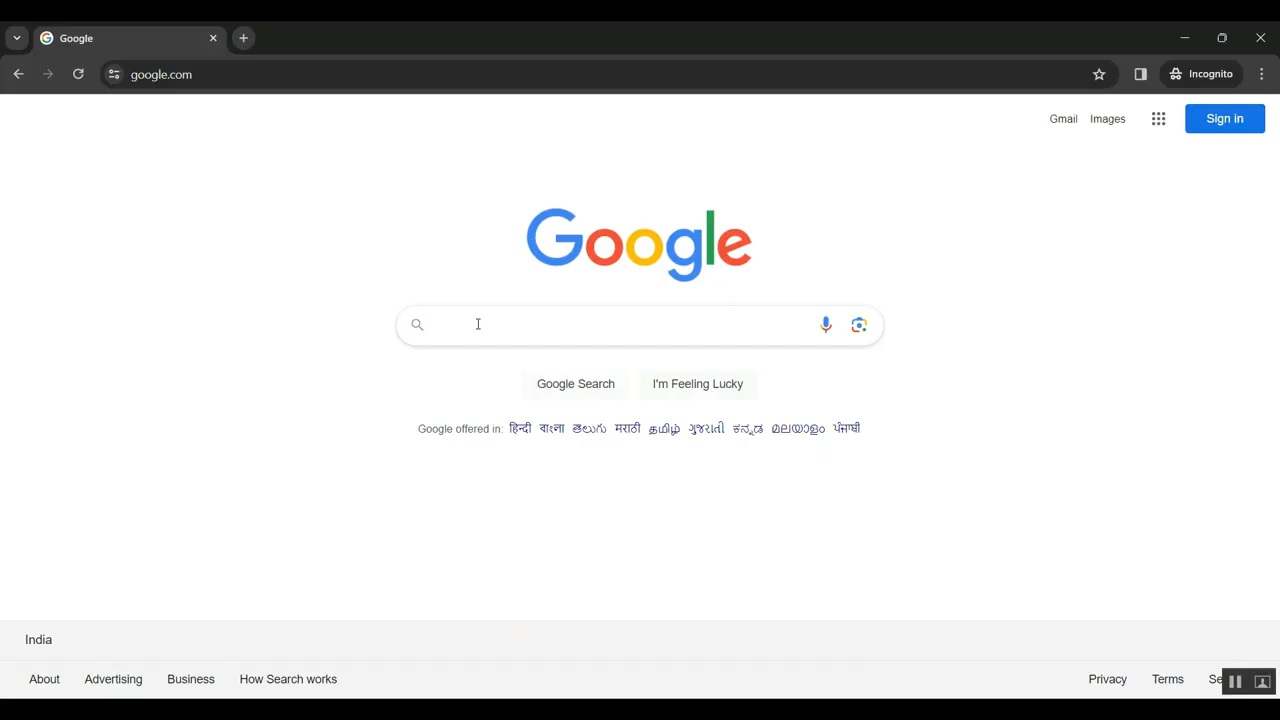 Google
google.com
Incognito
Gmail Images Sign in
Google
Google Search I'm Feeling Lucky
Google offered in: हिन्दी বাংলা తెలుగు मराठी தமிழ் ગુજરાતી ಕನ್ನಡ മലയാളം ਪੰਜਾਬੀ
India
About Advertising Business How Search works Privacy Terms Se